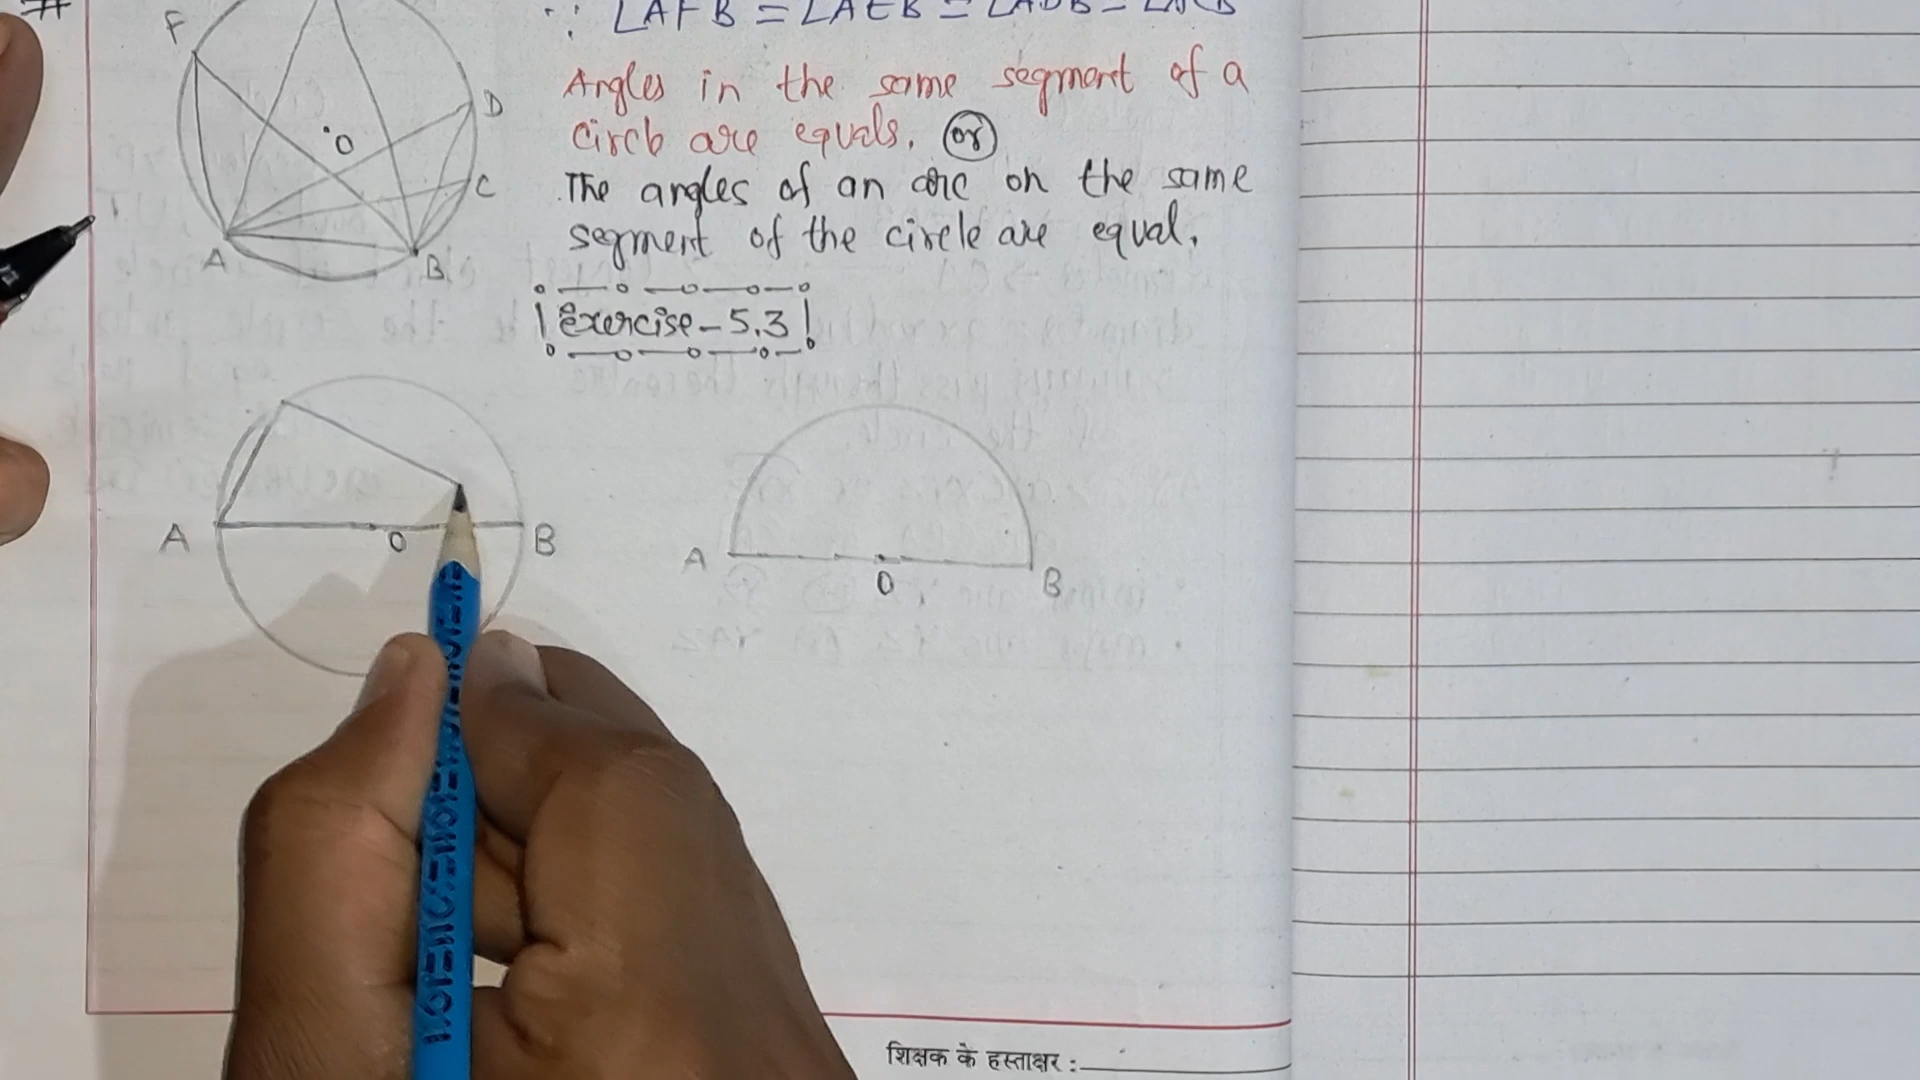 F
∵ ∠AFB = ∠AEB = ∠ADB = ∠ACB
Angles in the same segment of a
circle are equals. or
The angles of an arc on the same
segment of the circle are equal.
D
O
C
A
B
exercise - 5.3
A
O
B
A
O
B
शिक्षक के हस्ताक्षर :